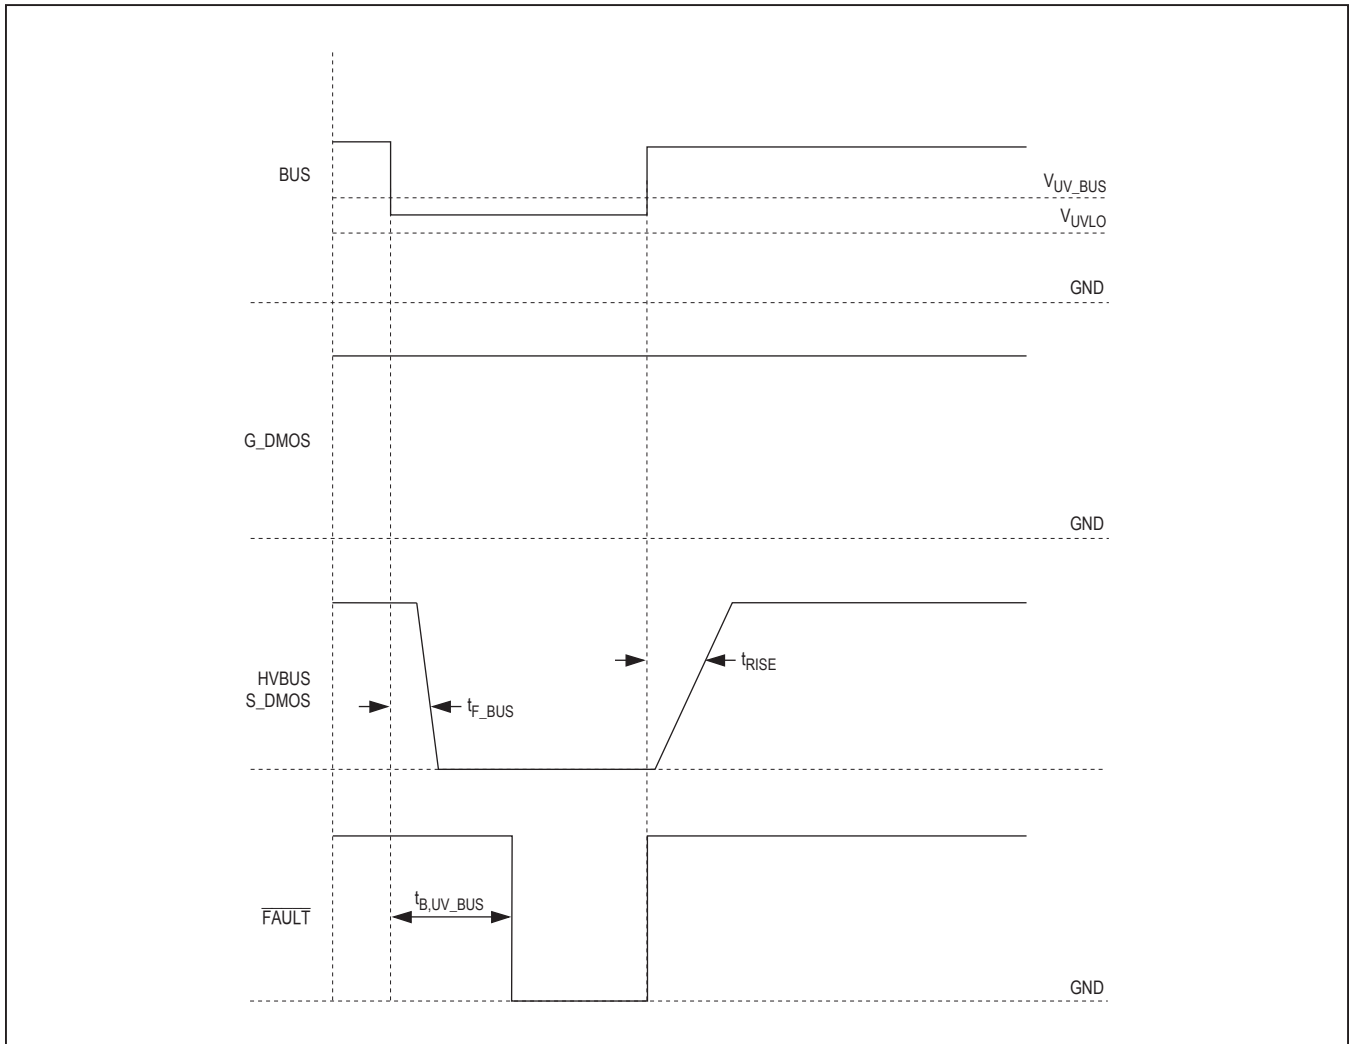 BUS
VUV_BUS
VUVLO
GND
G_DMOS
GND
HVBUS
S_DMOS
tRISE
tF_BUS
tB,UV_BUS
FAULT
GND